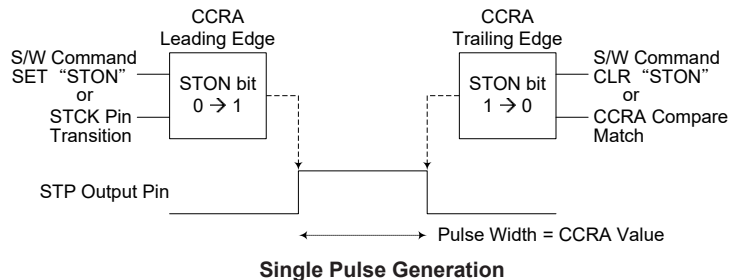 CCRA
Leading Edge
S/W Command
SET “STON”
or
STCK Pin
Transition
STON bit
0 → 1
CCRA
Trailing Edge
STON bit
1 → 0
S/W Command
CLR “STON”
or
CCRA Compare
Match
STP Output Pin
Pulse Width = CCRA Value
Single Pulse Generation